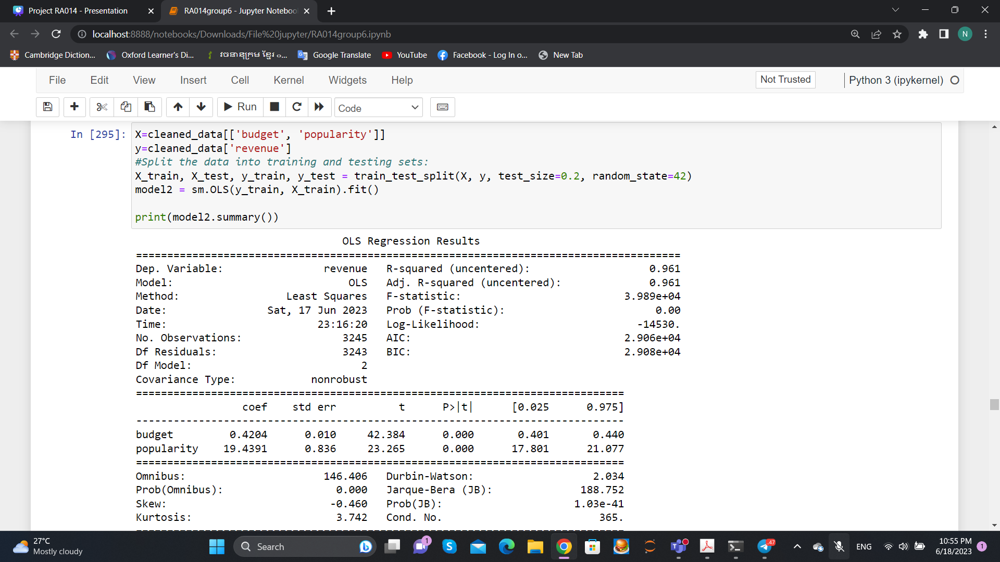 Project RA014 - Presentation
RA014group6 - Jupyter Noteboo
localhost:8888/notebooks/Downloads/File%20jupyter/RA014group6.ipynb
N
Cambridge Diction...
Oxford Learner's Di...
វចនានុក្រម ខ្មែរ
Google Translate
YouTube
Facebook - Log In o...
New Tab
File Edit View Insert Cell Kernel Widgets Help
Not Trusted
Python 3 (ipykernel)
Run
Code
In [295]:
X=cleaned_data[['budget', 'popularity']]
y=cleaned_data['revenue']
#Split the data into training and testing sets:
X_train, X_test, y_train, y_test = train_test_split(X, y, test_size=0.2, random_state=42)
model2 = sm.OLS(y_train, X_train).fit()
print(model2.summary())
OLS Regression Results
Dep. Variable: revenue R-squared (uncentered): 0.961
Model: OLS Adj. R-squared (uncentered): 0.961
Method: Least Squares F-statistic: 3.989e+04
Date: Sat, 17 Jun 2023 Prob (F-statistic): 0.00
Time: 23:16:20 Log-Likelihood: -14530.
No. Observations: 3245 AIC: 2.906e+04
Df Residuals: 3243 BIC: 2.908e+04
Df Model: 2
Covariance Type: nonrobust
coef std err t P>|t| [0.025 0.975]
budget 0.4204 0.010 42.384 0.000 0.401 0.440
popularity 19.4391 0.836 23.265 0.000 17.801 21.077
Omnibus: 146.406 Durbin-Watson: 2.034
Prob(Omnibus): 0.000 Jarque-Bera (JB): 188.752
Skew: -0.460 Prob(JB): 1.03e-41
Kurtosis: 3.742 Cond. No. 365.
27°C
Mostly cloudy
Search
1
47
ENG
10:55 PM
6/18/2023
1